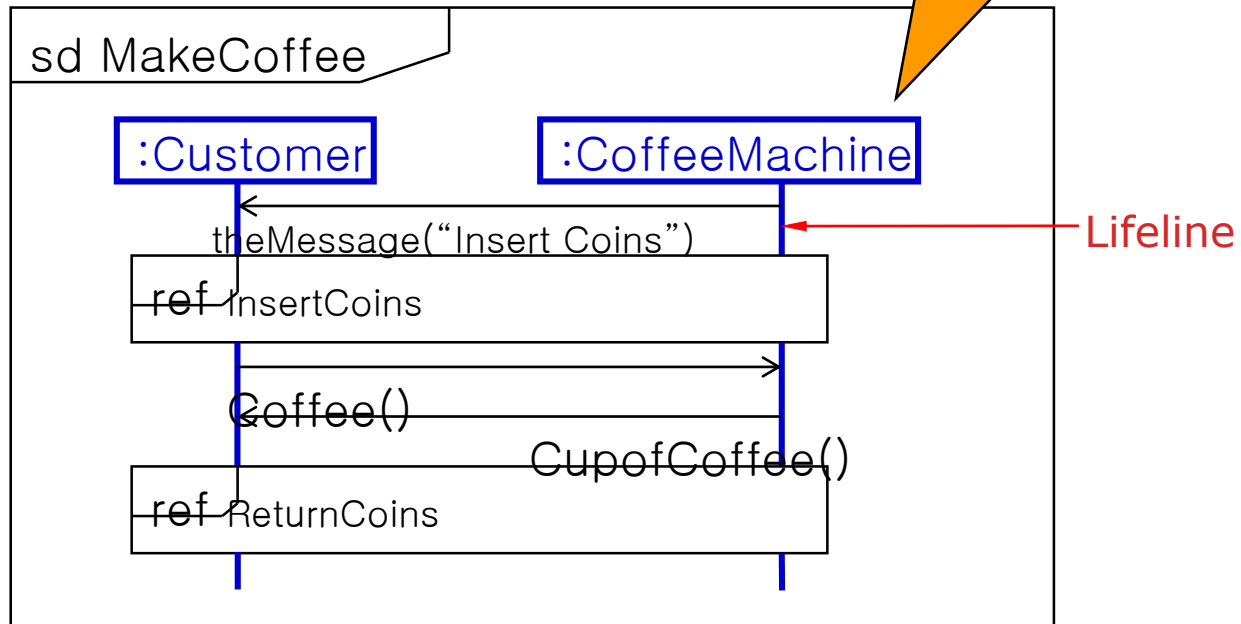 sd MakeCoffee
:Customer
:CoffeeMachine
theMessage(“Insert Coins”)
Lifeline
ref InsertCoins
Coffee()
CupofCoffee()
ref ReturnCoins